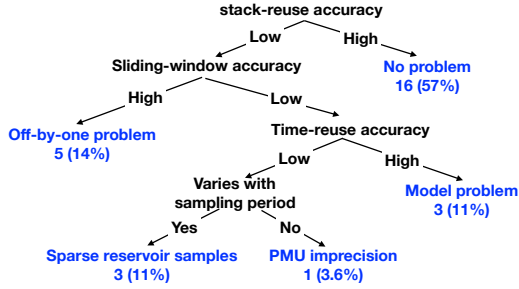 stack-reuse accuracy
Low
High
Sliding-window accuracy
No problem
16 (57%)
High
Low
Off-by-one problem
5 (14%)
Time-reuse accuracy
Low
High
Varies with
sampling period
Model problem
3 (11%)
Yes
No
Sparse reservoir samples
3 (11%)
PMU imprecision
1 (3.6%)